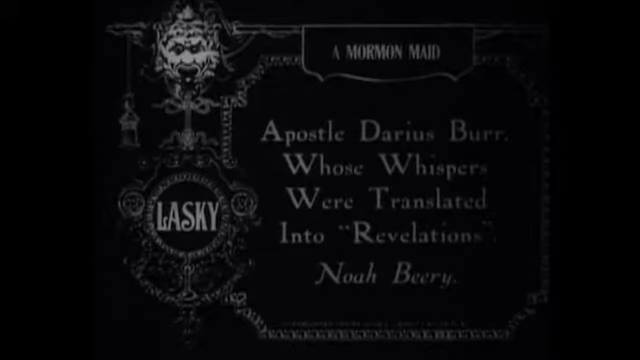 A MORMON MAID
Apostle Darius Burr.
Whose Whispers
Were Translated
Into "Revelations".
Noah Beery.
LASKY